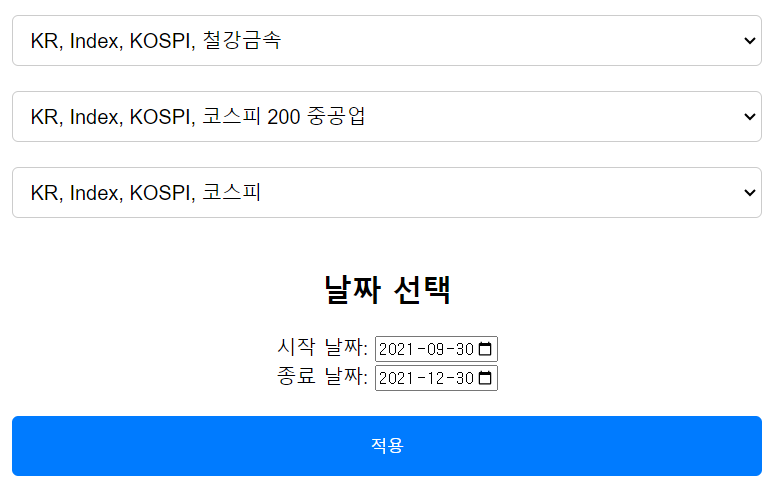 KR, Index, KOSPI, 철강금속
KR, Index, KOSPI, 코스피 200 중공업
KR, Index, KOSPI, 코스피
날짜 선택
시작 날짜: 2021-09-30
종료 날짜: 2021-12-30
적용